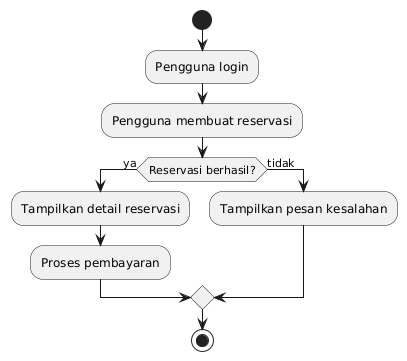 Pengguna login
Pengguna membuat reservasi
Reservasi berhasil?
ya
tidak
Tampilkan detail reservasi
Tampilkan pesan kesalahan
Proses pembayaran